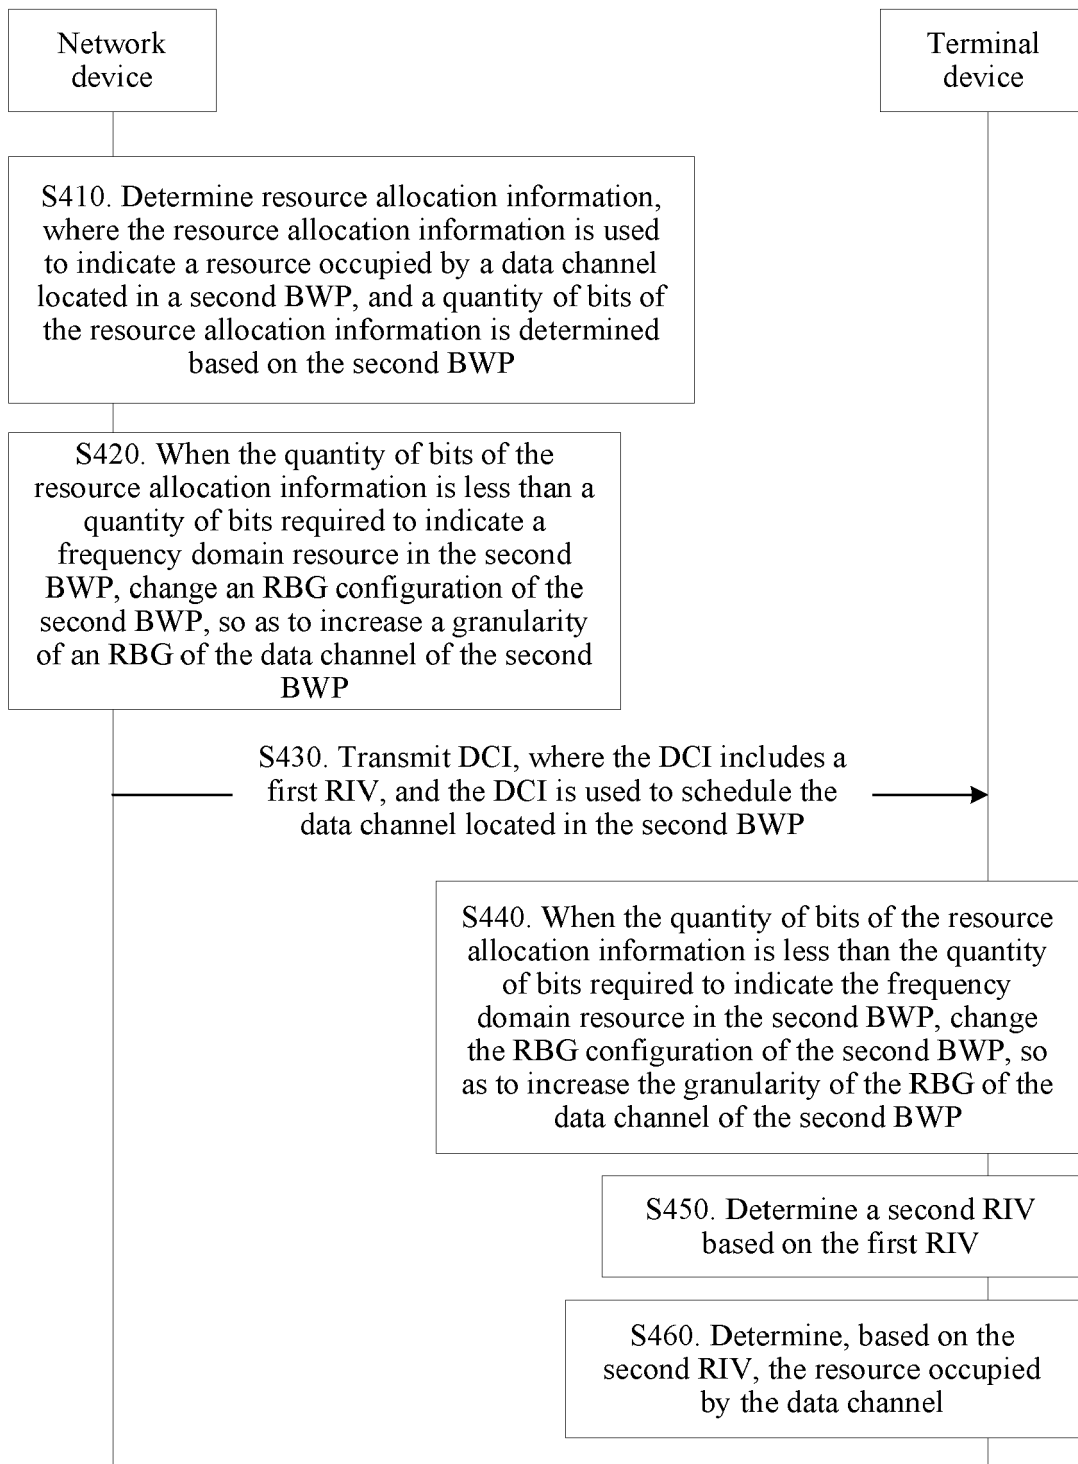 Network
device
Terminal
device
S410. Determine resource allocation information,
where the resource allocation information is used
to indicate a resource occupied by a data channel
located in a second BWP, and a quantity of bits of
the resource allocation information is determined
based on the second BWP
S420. When the quantity of bits of the
resource allocation information is less than a
quantity of bits required to indicate a
frequency domain resource in the second
BWP, change an RBG configuration of the
second BWP, so as to increase a granularity
of an RBG of the data channel of the second
BWP
S430. Transmit DCI, where the DCI includes a
first RIV, and the DCI is used to schedule the
data channel located in the second BWP
S440. When the quantity of bits of the resource
allocation information is less than the quantity
of bits required to indicate the frequency
domain resource in the second BWP, change
the RBG configuration of the second BWP, so
as to increase the granularity of the RBG of the
data channel of the second BWP
S450. Determine a second RIV
based on the first RIV
S460. Determine, based on the
second RIV, the resource occupied
by the data channel